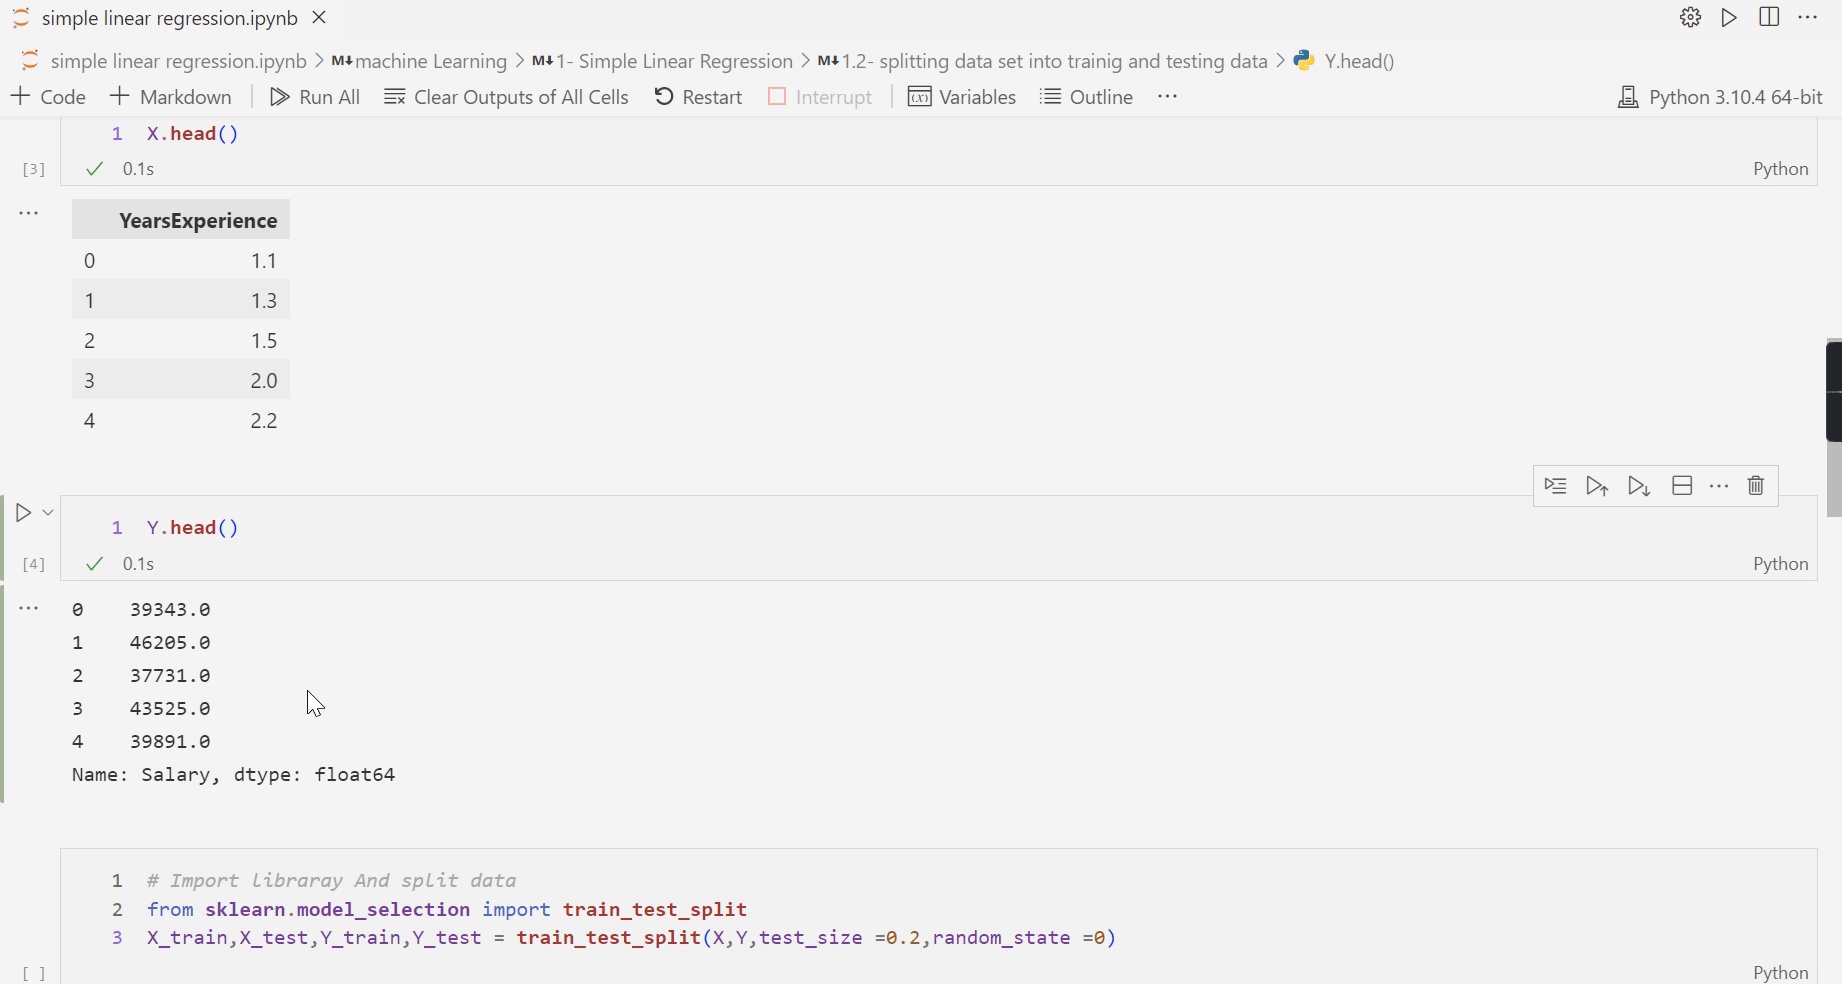 simple linear regression.ipynb
simple linear regression.ipynb > M↓machine Learning > M↓1- Simple Linear Regression > M↓1.2- splitting data set into trainig and testing data > Y.head()
+ Code + Markdown Run All Clear Outputs of All Cells Restart Interrupt (x) Variables Outline ... Python 3.10.4 64-bit
1 X.head()
[3] ✓ 0.1s Python
... YearsExperience
0 1.1
1 1.3
2 1.5
3 2.0
4 2.2
1 Y.head()
[4] ✓ 0.1s Python
... 0 39343.0
1 46205.0
2 37731.0
3 43525.0
4 39891.0
Name: Salary, dtype: float64
1 # Import libraray And split data
2 from sklearn.model_selection import train_test_split
3 X_train,X_test,Y_train,Y_test = train_test_split(X,Y,test_size =0.2,random_state =0)
[ ] Python